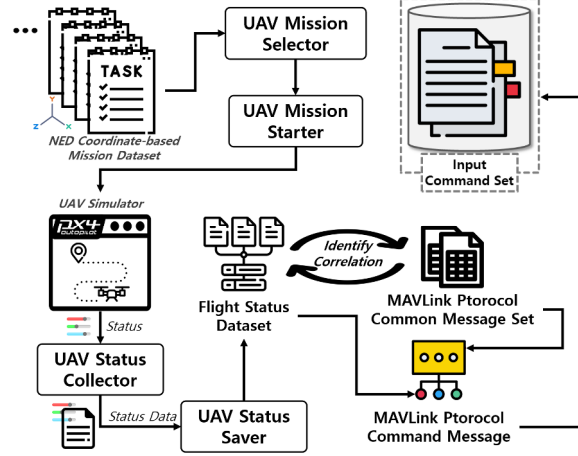 TASK
NED Coordinate-based
Mission Dataset
UAV Mission
Selector
UAV Mission
Starter
Input
Command Set
UAV Simulator
px4
autopilot
Status
UAV Status
Collector
Status Data
UAV Status
Saver
Flight Status
Dataset
Identify
Correlation
MAVLink Ptorocol
Common Message Set
MAVLink Ptorocol
Command Message
Y
Z
X